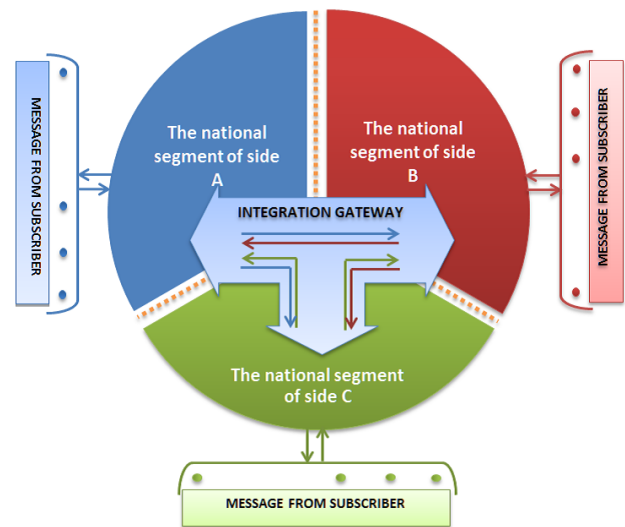 MESSAGE FROM SUBSCRIBER
The national
segment of side
A
The national
segment of side
B
MESSAGE FROM SUBSCRIBER
INTEGRATION GATEWAY
The national segment
of side C
MESSAGE FROM SUBSCRIBER